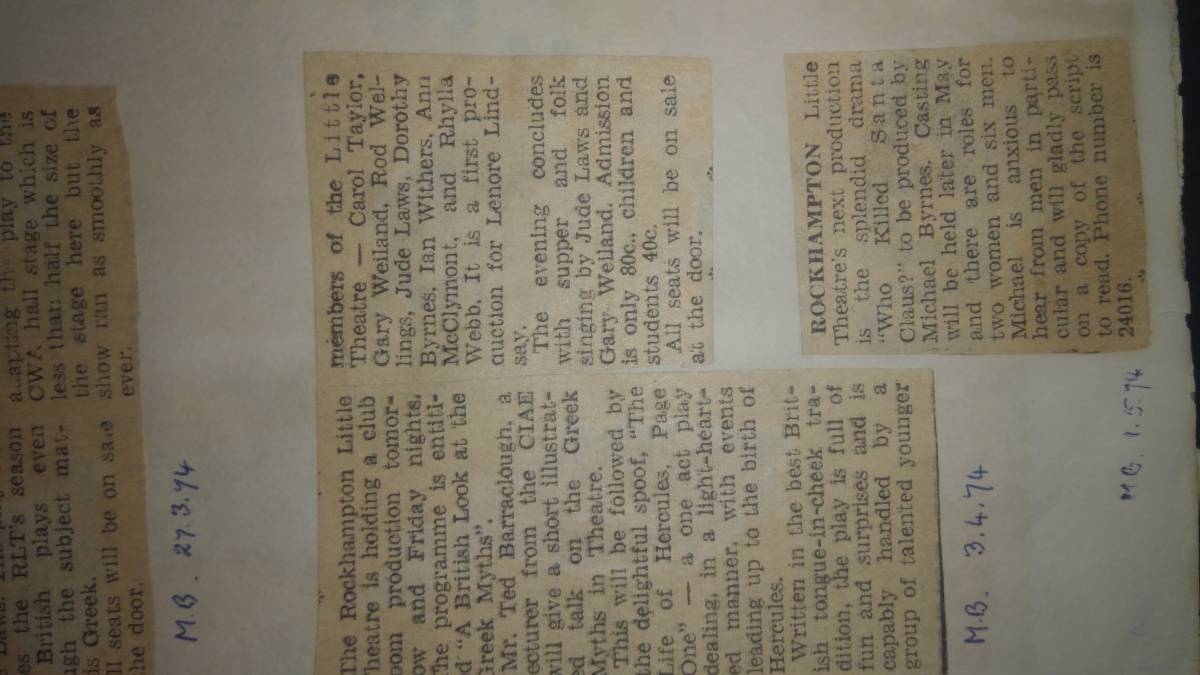 es the RLT's season
British plays even
ugh the subject mat-
is Greek.
ll seats will be on sale
he door.
adapting the play to the
CWA hall stage which is
less than half the size of
the stage here but the
show ran as smoothly as
ever.
M.B. 27.3.74
The Rockhampton Little
Theatre is holding a club
oom production tomor-
ow and Friday nights.
The programme is entiti-
d "A British Look at the
Greek Myths".
Mr. Ted Barraclough, a
ecturer from the CIAE
will give a short illustrat-
ed talk on the Greek
Myths in Theatre.
This will be followed by
the delightful spoof, "The
Life of Hercules, Page
One" — a one act play
dealing, in a light-heart-
ed manner, with events
leading up to the birth of
Hercules.
Written in the best Brit-
ish tongue-in-cheek tra-
dition, the play is full of
fun and surprises and is
capably handled by a
group of talented younger
members of the Little
Theatre — Carol Taylor,
Gary Weiland, Rod Wel-
lings, Jude Laws, Dorothy
Byrnes, Ian Withers, Ann
McClymont, and Rhylla
Webb. It is a first pro-
duction for Lenore Lind-
say.
The evening concludes
with supper and folk
singing by Jude Laws and
Gary Weiland. Admission
is only 80c., children and
students 40c.
All seats will be on sale
at the door.
M.B. 3.4.74
ROCKHAMPTON Little
Theatre's next production
is the splendid drama
"Who Killed Santa
Claus?" to be produced by
Michael Byrnes. Casting
will be held later in May
and there are roles for
two women and six men.
Michael is anxious to
hear from men in parti-
cular and will gladly pass
on a copy of the script
to read. Phone number is
24016.
M.B. 1.5.74